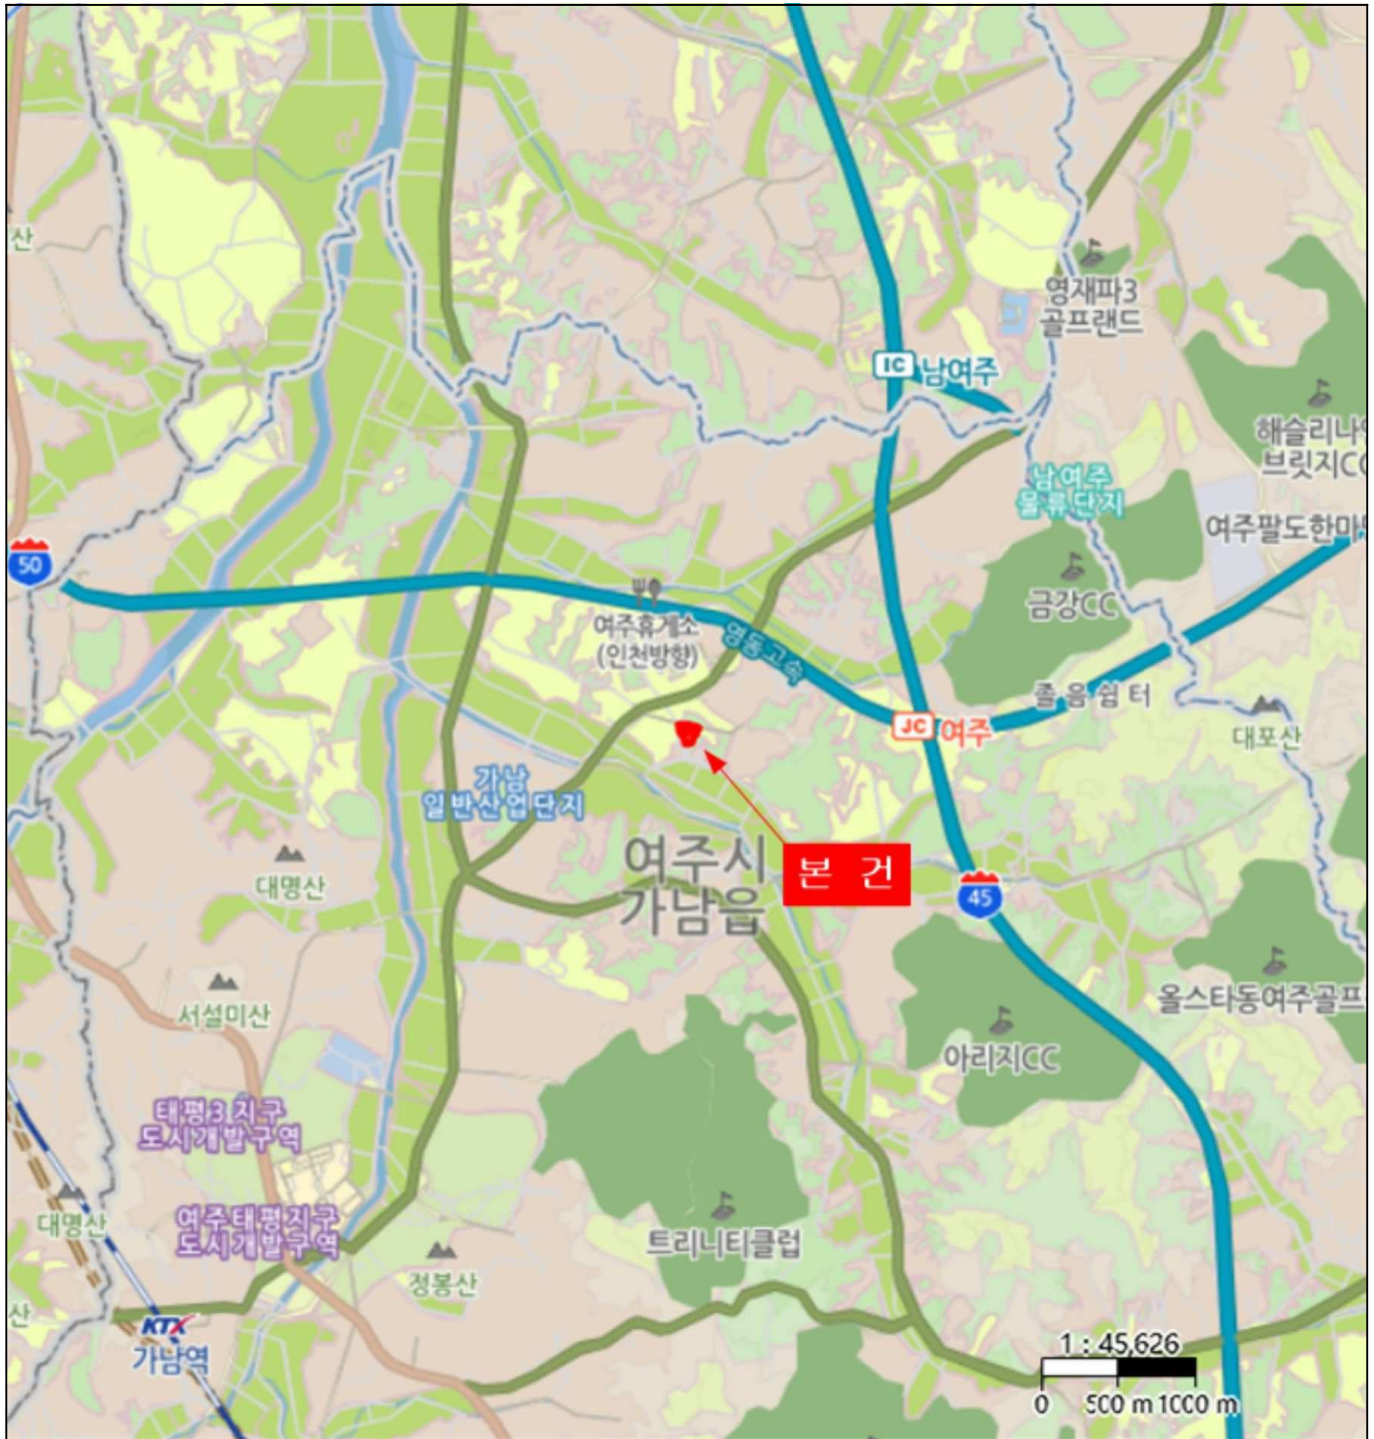 산
영재파3
골프랜드
IC
남여주
해슬리나
브릿지CC
남여주
물류단지
여주팔도한마
50
금강CC
여주휴게소
(인천방향)
영동고속
졸음쉼터
JC
여주
대포산
가남
일반산업단지
여주시
가남읍
본 건
대명산
45
서설미산
올스타동여주골프
아리지CC
태평3지구
도시개발구역
대명산
여주태평지구
도시개발구역
트리니티클럽
정봉산
산
KTX
가남역
1 : 45,626
0 500 m 1000 m